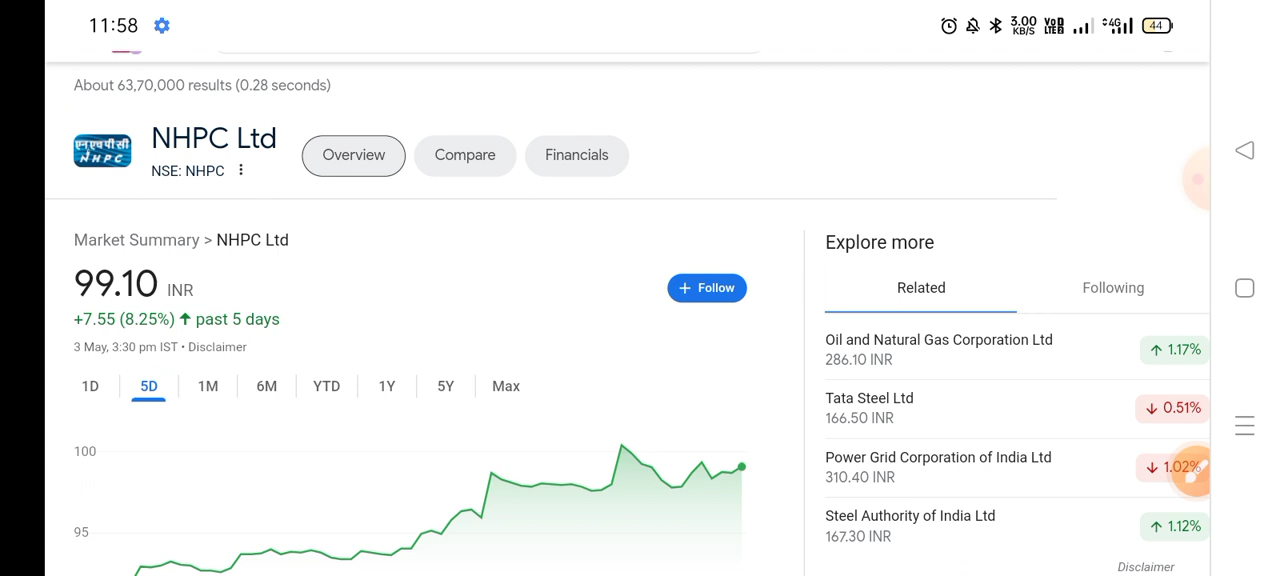 11:58
3.00
KB/S
VoD
LTE 2
4G
44
About 63,70,000 results (0.28 seconds)
एनएचपीसी
NHPC
NHPC Ltd
NSE: NHPC
Overview
Compare
Financials
Market Summary > NHPC Ltd
99.10 INR
+ Follow
+7.55 (8.25%) ↑ past 5 days
3 May, 3:30 pm IST • Disclaimer
1D 5D 1M 6M YTD 1Y 5Y Max
100
95
Explore more
Related Following
Oil and Natural Gas Corporation Ltd
286.10 INR
↑ 1.17%
Tata Steel Ltd
166.50 INR
↓ 0.51%
Power Grid Corporation of India Ltd
310.40 INR
↓ 1.02%
Steel Authority of India Ltd
167.30 INR
↑ 1.12%
Disclaimer